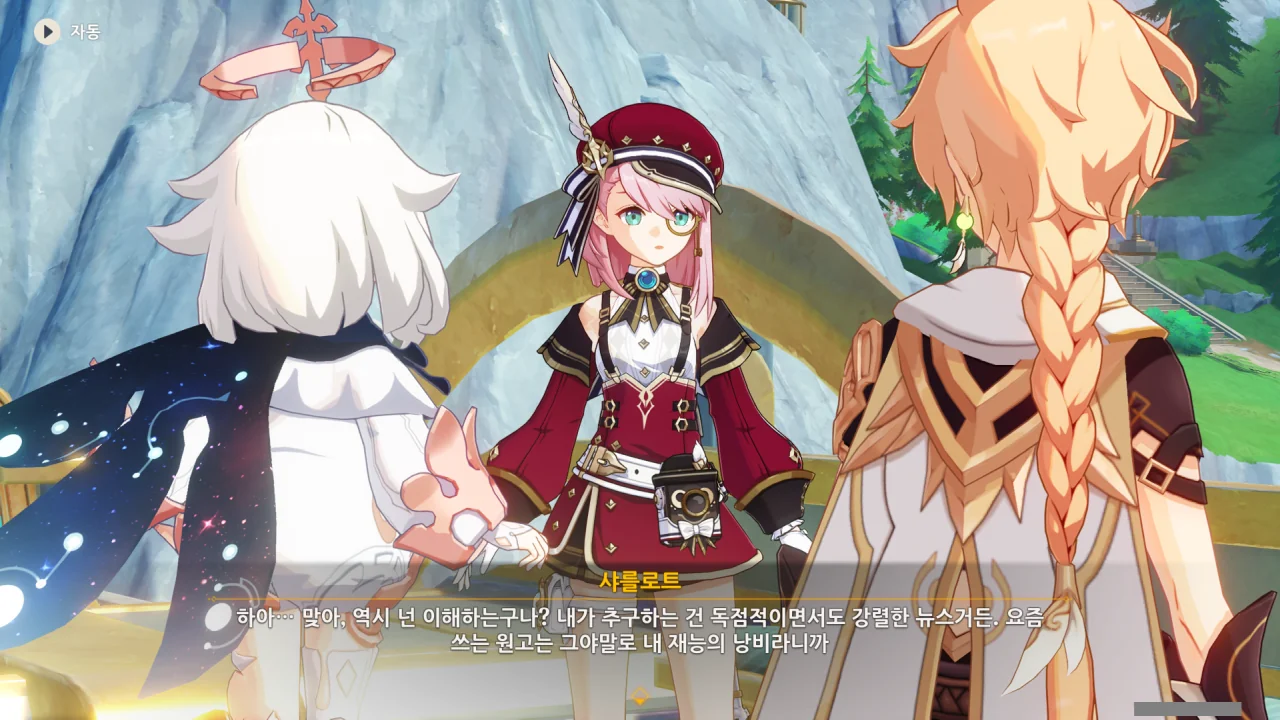 자동
샤를로트
하아… 맞아, 역시 넌 이해하는구나? 내가 추구하는 건 독점적이면서도 강렬한 뉴스거든. 요즘
쓰는 원고는 그야말로 내 재능의 낭비라니까